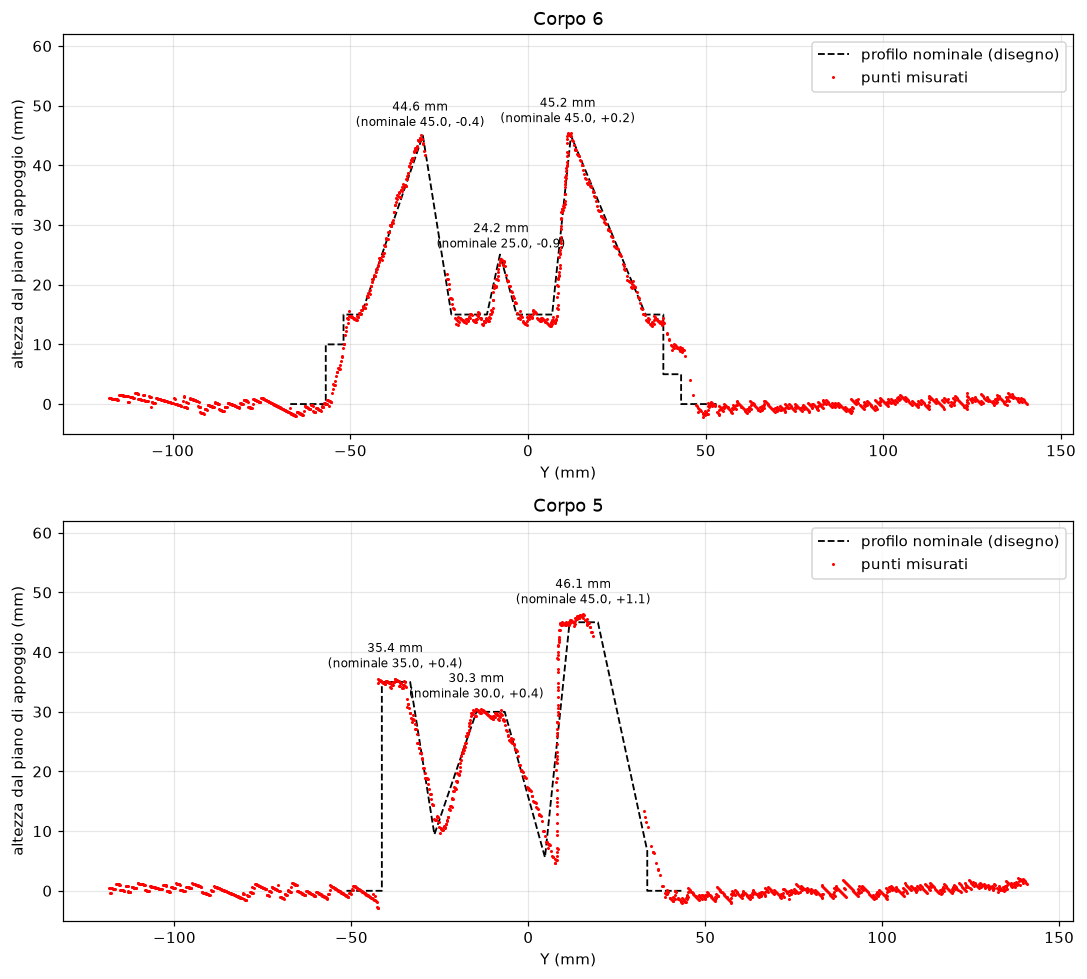 Corpo 6
altezza dal piano di appoggio (mm)
60
50
40
30
20
10
0
profilo nominale (disegno)
punti misurati
44.6 mm
(nominale 45.0, -0.4)
45.2 mm
(nominale 45.0, +0.2)
24.2 mm
(nominale 25.0, -0.9)
−100
−50
0
50
100
150
Y (mm)
Corpo 5
altezza dal piano di appoggio (mm)
60
50
40
30
20
10
0
profilo nominale (disegno)
punti misurati
46.1 mm
(nominale 45.0, +1.1)
35.4 mm
(nominale 35.0, +0.4)
30.3 mm
(nominale 30.0, +0.4)
−100
−50
0
50
100
150
Y (mm)